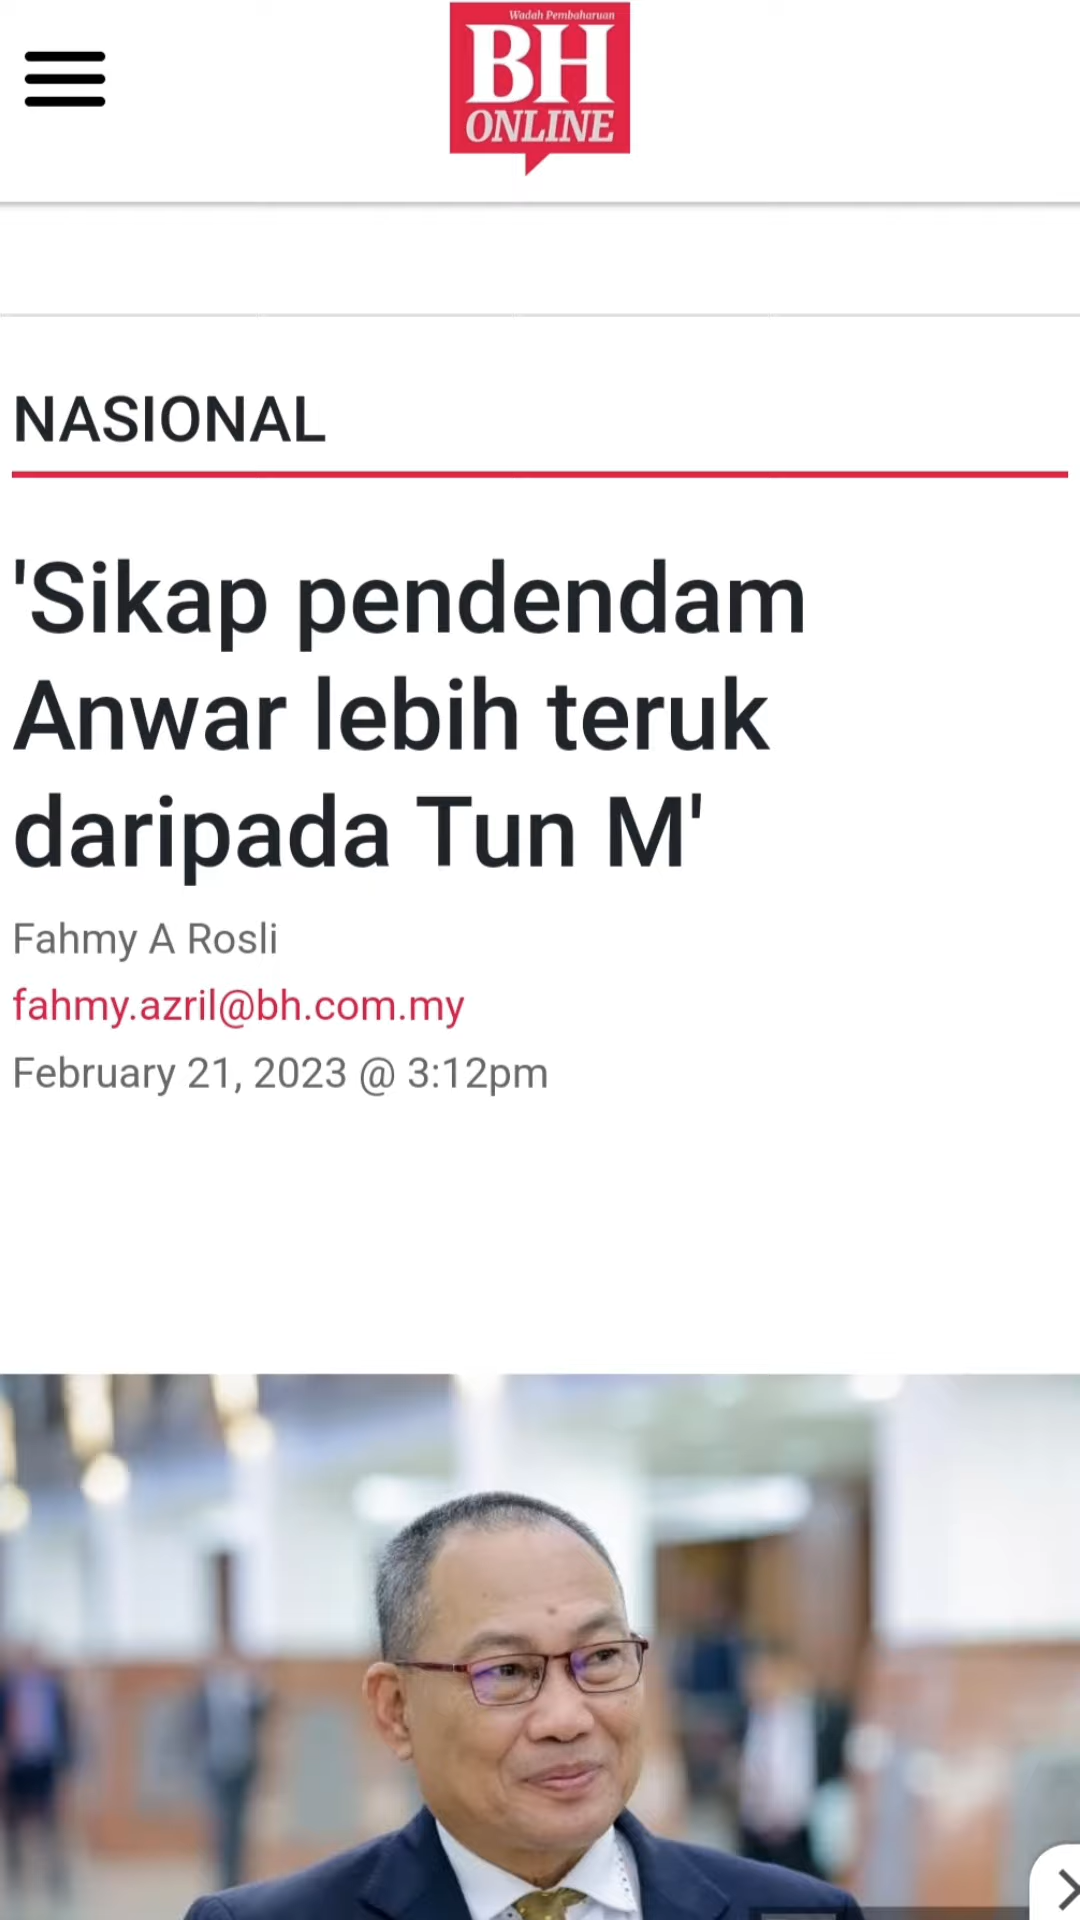 Wadah Pembaharuan
BH
ONLINE
NASIONAL
'Sikap pendendam
Anwar lebih teruk
daripada Tun M'
Fahmy A Rosli
fahmy.azril@bh.com.my
February 21, 2023 @ 3:12pm